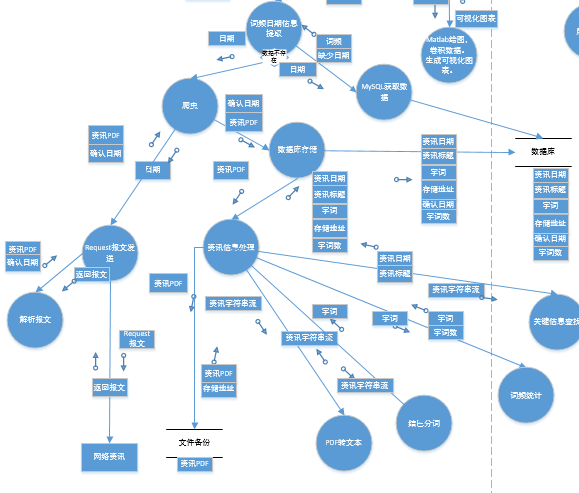 词频日期信息
提取
日期
词频
缺少日期
数据不存
在
日期
可视化图表
Matlab绘图,
卷积数据。
生成可视化图
表。
MySQL获取数
据
爬虫
确认日期
资讯PDF
资讯PDF
确认日期
日期
数据库存储
资讯PDF
资讯日期
资讯标题
字词
存储地址
字词数
资讯日期
资讯标题
字词
存储地址
确认日期
字词数
数据库
资讯日期
资讯标题
字词
存储地址
确认日期
字词数
Request报文发
送
资讯PDF
确认日期
返回报文
解析报文
Request
报文
返回报文
网络资讯
资讯信息处理
资讯PDF
资讯字符串流
资讯PDF
存储地址
文件备份
资讯PDF
资讯日期
资讯标题
资讯字符串流
关键信息查找
字词
资讯字符串流
字词
字词
字词数
资讯字符串流
词频统计
PDF转文本
分词